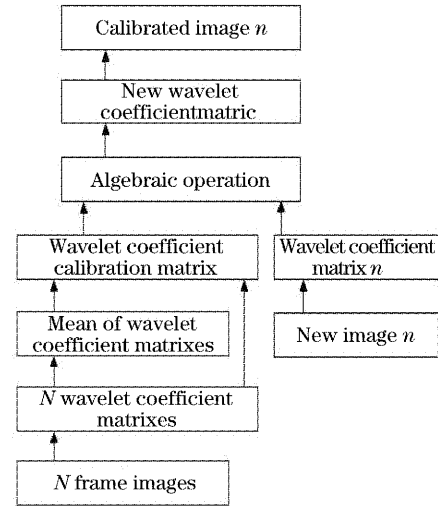 Calibrated image n
New wavelet
coefficientmatric
Algebraic operation
Wavelet coefficient
calibration matrix
Wavelet coefficient
matrix n
Mean of wavelet
coefficient matrixes
New image n
N wavelet coefficient
matrixes
N frame images